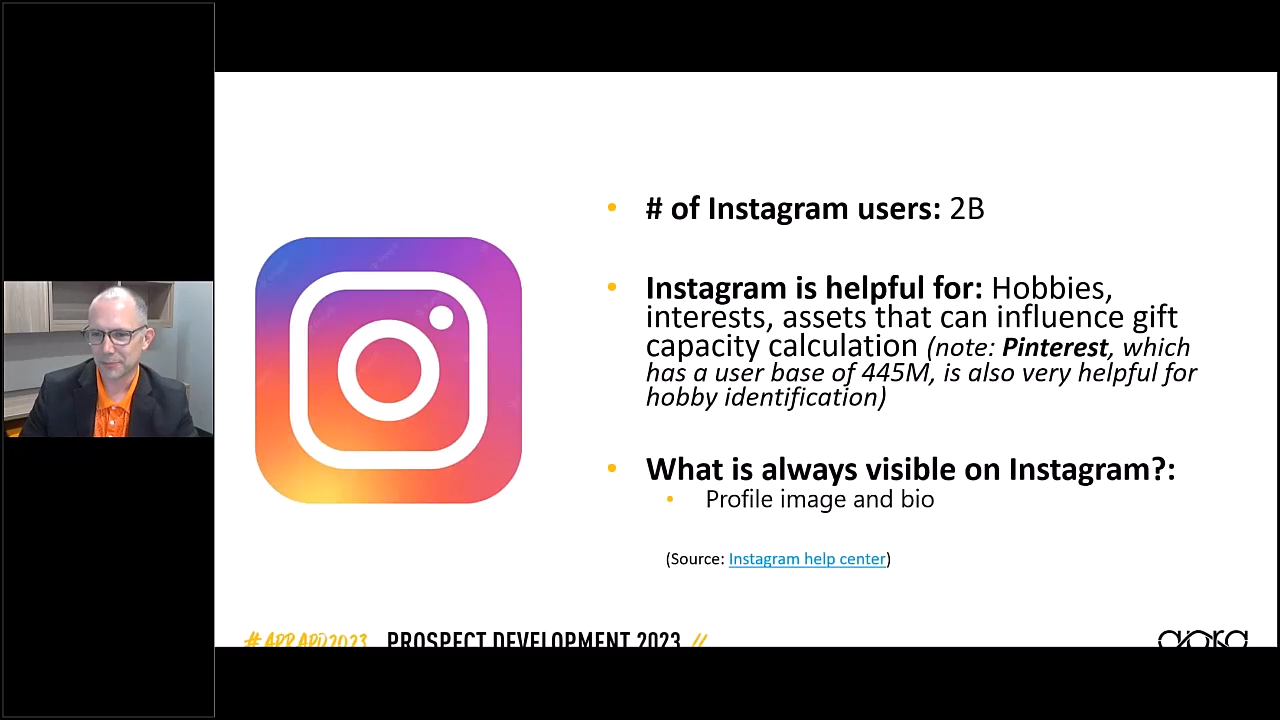 # of Instagram users: 2B
Instagram is helpful for: Hobbies,
interests, assets that can influence gift
capacity calculation (note: Pinterest, which
has a user base of 445M, is also very helpful for
hobby identification)
What is always visible on Instagram?:
Profile image and bio
(Source: Instagram help center)
#APRAPD2023 PROSPECT DEVELOPMENT 2023 //
apra